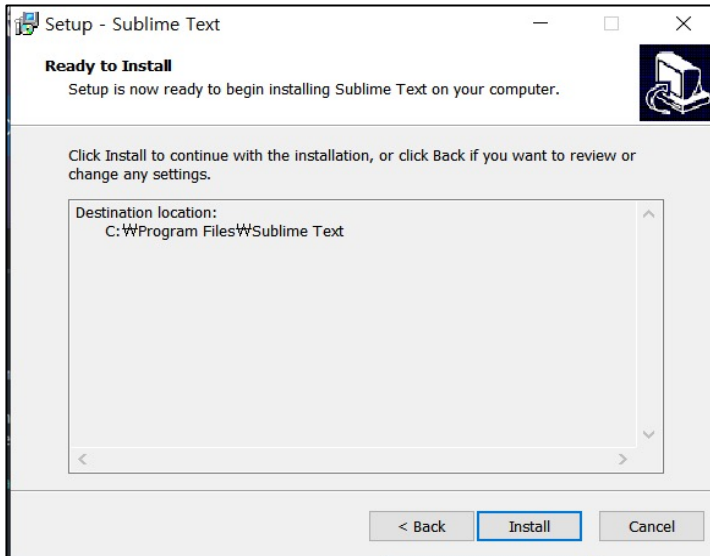 Setup - Sublime Text
Ready to Install
Setup is now ready to begin installing Sublime Text on your computer.
Click Install to continue with the installation, or click Back if you want to review or
change any settings.
Destination location:
C:₩Program Files₩Sublime Text
< Back
Install
Cancel